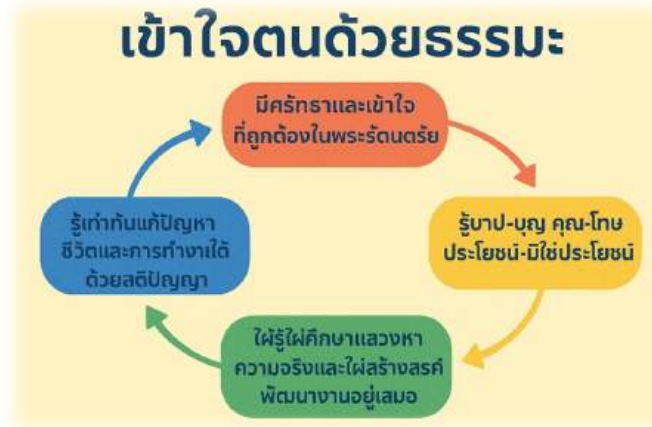 เข้าใจตนด้วยธรรมะ
มีศรัทธาและเข้าใจ
ที่ถูกต้องในพระรัตนตรัย
รู้บาป-บุญ คุณ-โทษ
ประโยชน์-มิใช่ประโยชน์
ใฝ่รู้ใฝ่ศึกษาแสวงหา
ความจริงและใฝ่สร้างสรค์
พัฒนางานอยู่เสมอ
รู้เท่าทันแก้ปัญหา
ชีวิตและการทำงาได้
ด้วยสติปัญญา